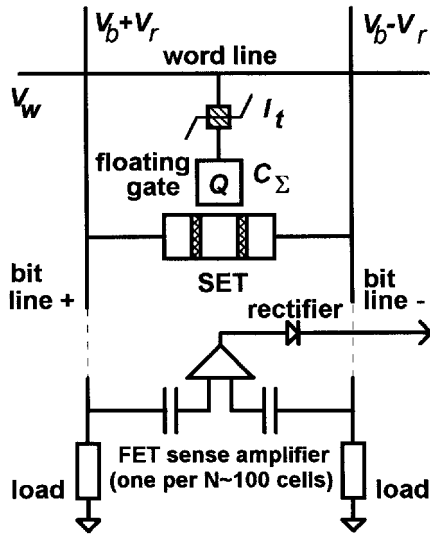 V_b+V_r
V_b-V_r
word line
V_w
I_t
floating
gate
Q
C_Σ
SET
bit
line +
bit
line -
rectifier
FET sense amplifier
(one per N~100 cells)
load
load